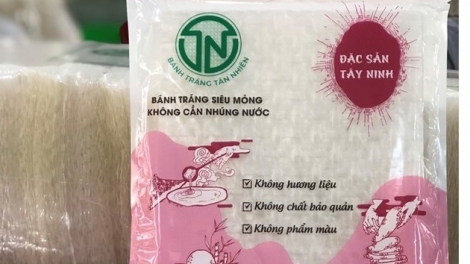 TN
BÁNH TRÁNG TÂN NHIÊN
ĐẶC SẢN
TÂY NINH
BÁNH TRÁNG SIÊU MỎNG
KHÔNG CẦN NHÚNG NƯỚC
Không hương liệu
Không chất bảo quản
Không phẩm màu